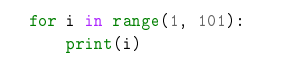 for i in range(1, 101):
    print(i)